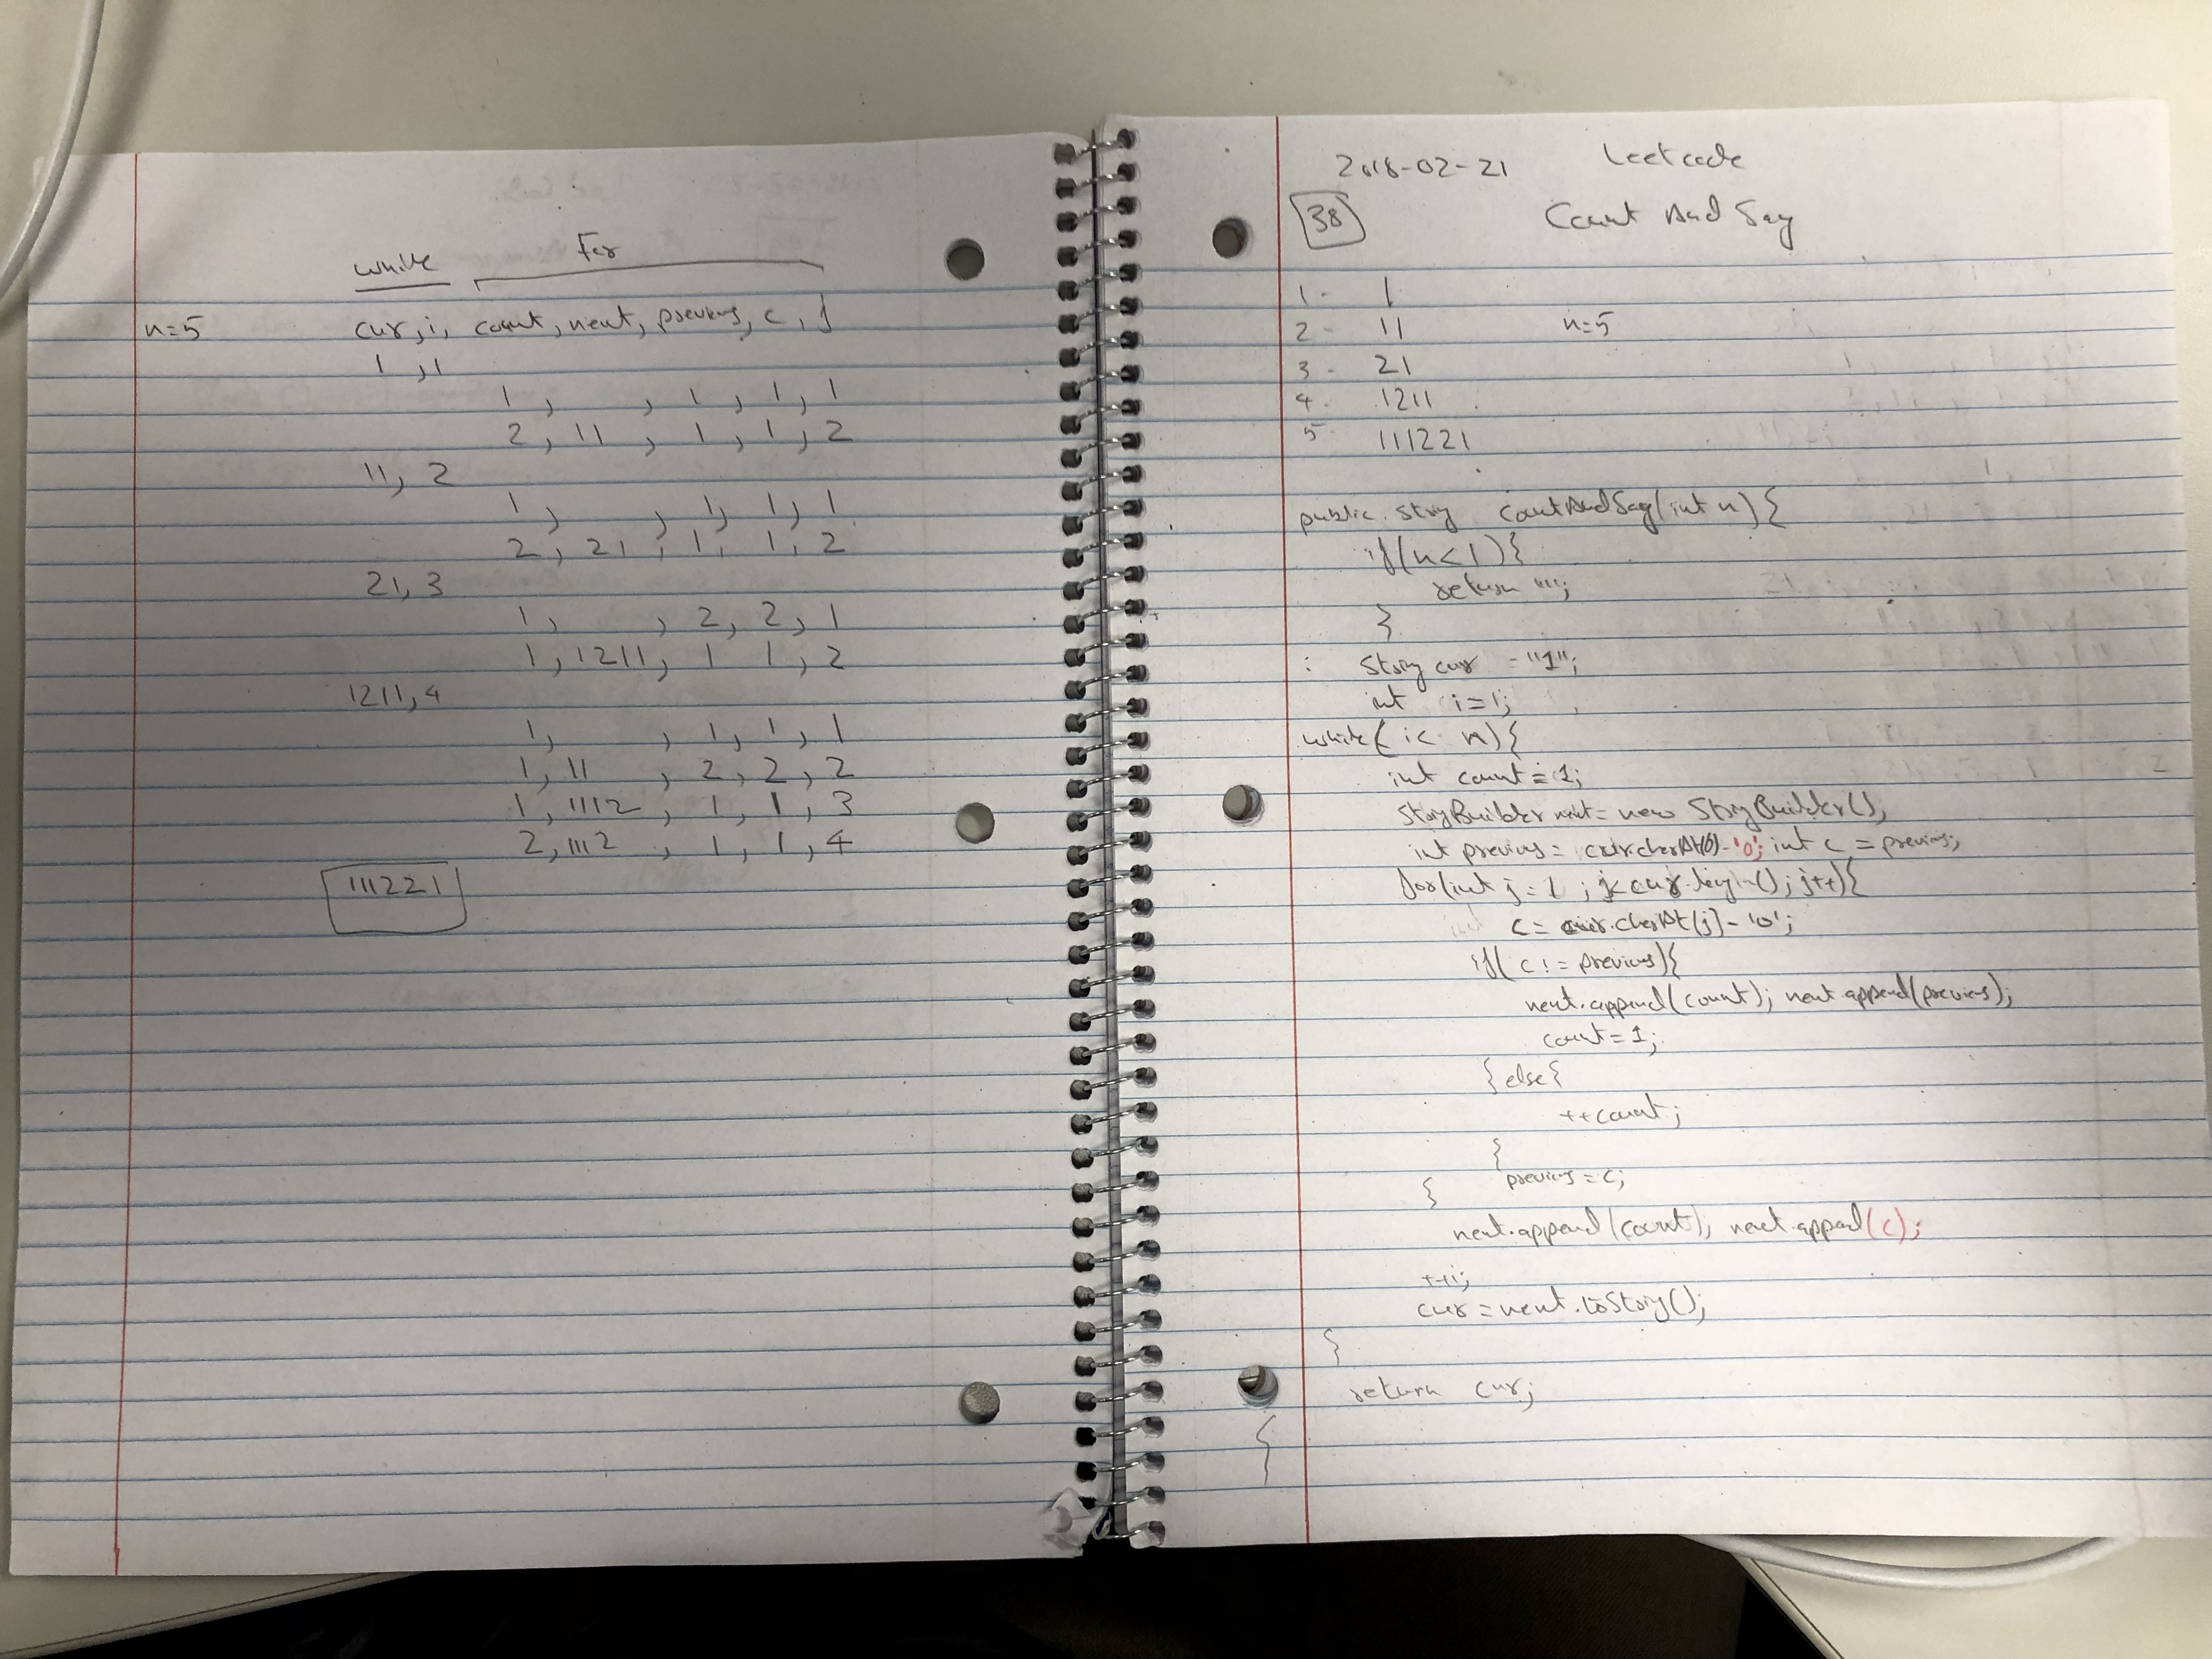 while For
n=5 cur, i, count, next, previous, c, j
1, 1
1, , 1, 1, 1
2, 11, 1, 1, 2
11, 2
1, , 1, 1, 1
2, 21, 1, 1, 2
21, 3
1, , 2, 2, 1
1, 1211, 1 1, 2
1211, 4
1, , 1, 1, 1
1, 11, 2, 2, 2
1, 1112, 1, 1, 3
2, 1112, 1, 1, 4
111221
2018-02-21 Leetcode
38 Count And Say
1- 1
2- 11 n=5
3- 21
4- 1211
5- 111221
public String countAndSay(int n){
if(n<1){
return "";
}
String cur = "1";
int i=1;
while( i< n){
int count=1;
StringBuilder next= new StringBuilder();
int previous= cur.charAt(0)-'0'; int c = previous;
for(int j=1; j<cur.length(); j++){
c= cur.charAt(j)-'0';
if( c != previous){
next.append(count); next.append(previous);
count=1;
}else{
++count;
}
previous=c;
}
next.append(count); next.append(c);
++i;
cur=next.toString();
}
return cur;
}